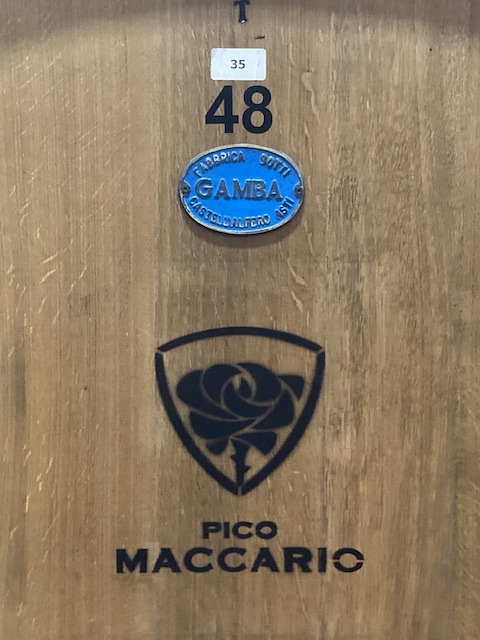 T
35
48
FABBRICA BOTTI
GAMBA
CASTELL'ALFERO ASTI
PICO
MACCARIO